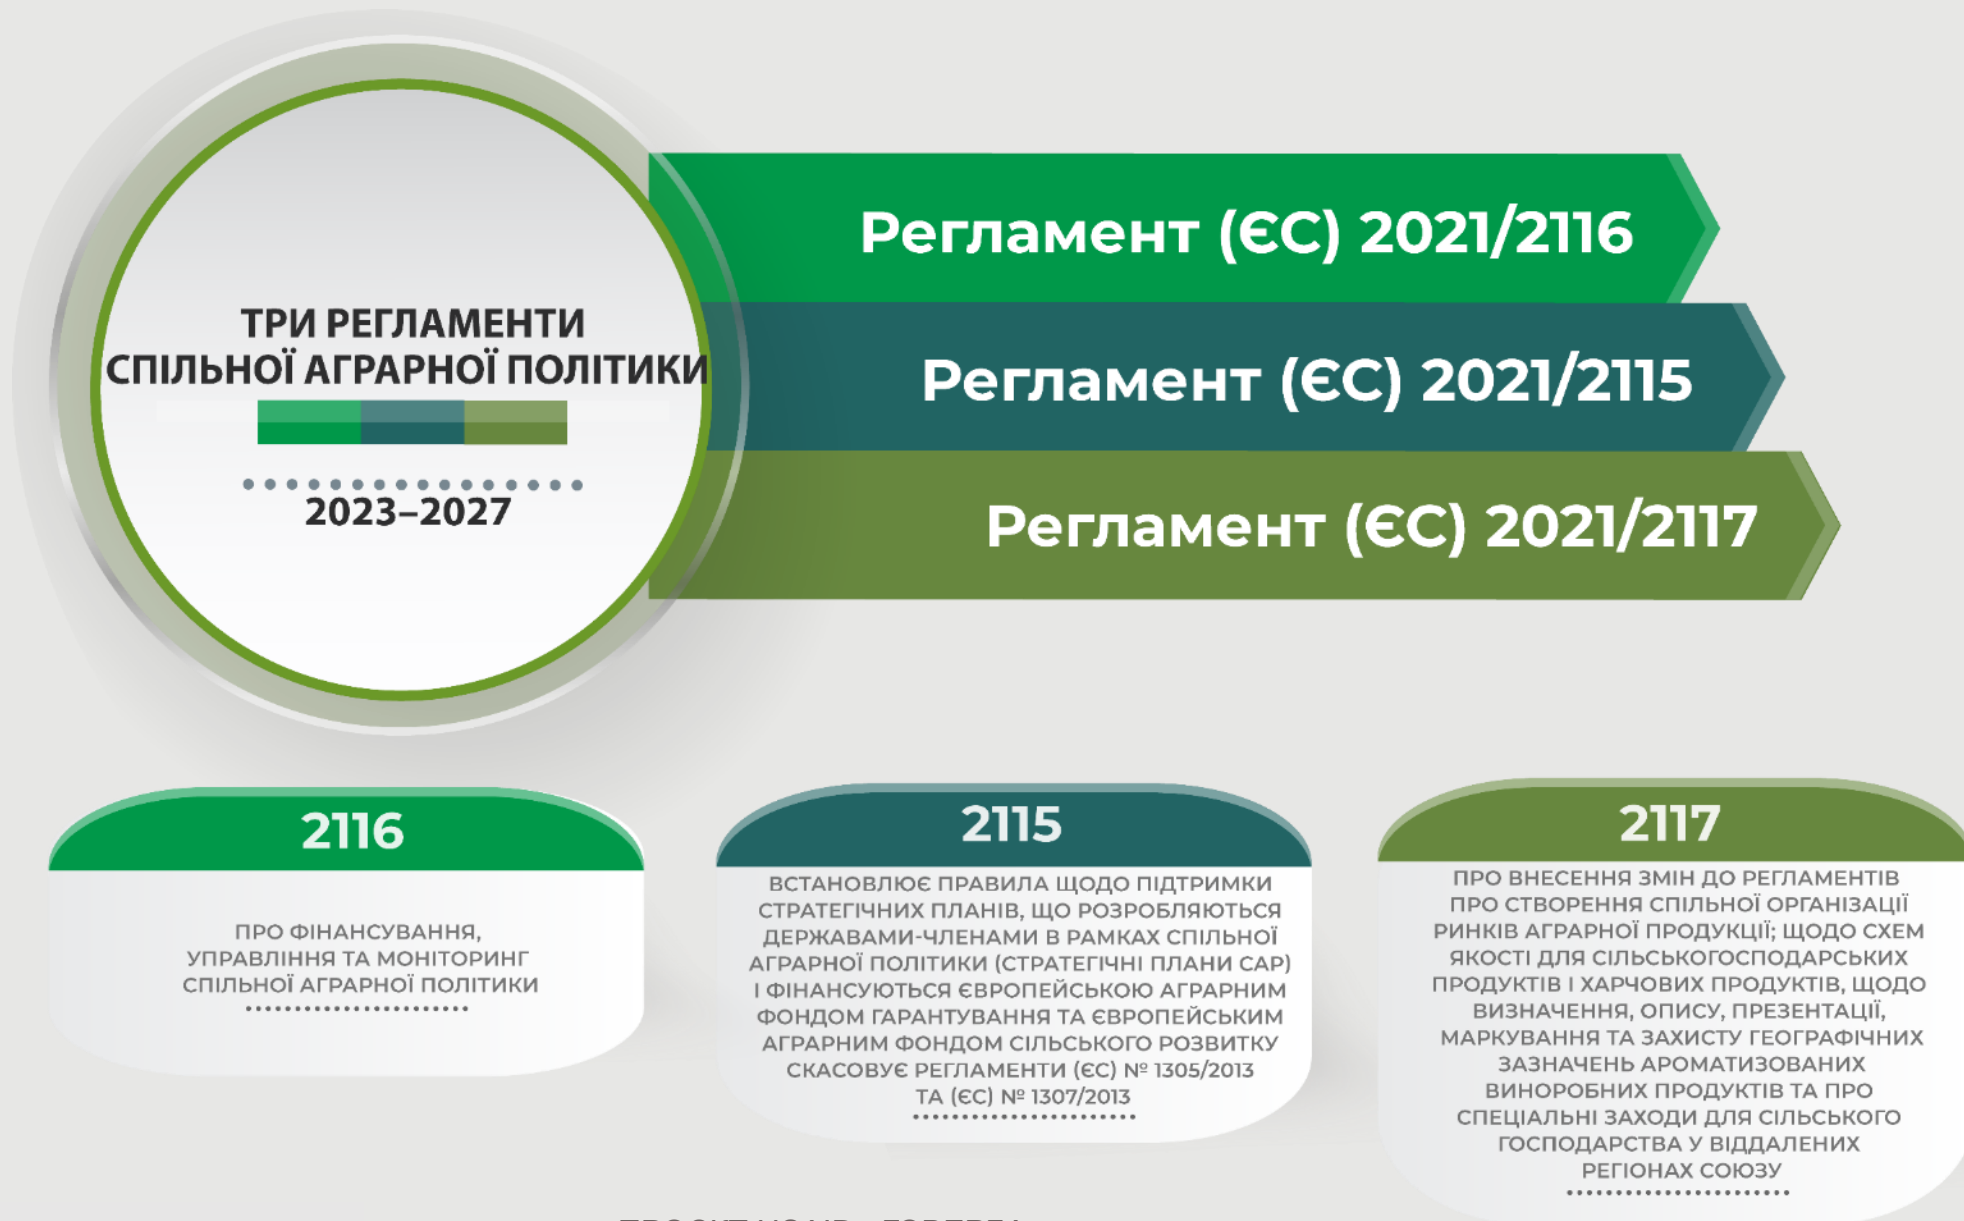 ТРИ РЕГЛАМЕНТИ
СПІЛЬНОЇ АГРАРНОЇ ПОЛІТИКИ
2023–2027
Регламент (ЄС) 2021/2116
Регламент (ЄС) 2021/2115
Регламент (ЄС) 2021/2117
2116
ПРО ФІНАНСУВАННЯ,
УПРАВЛІННЯ ТА МОНІТОРИНГ
СПІЛЬНОЇ АГРАРНОЇ ПОЛІТИКИ
2115
ВСТАНОВЛЮЄ ПРАВИЛА ЩОДО ПІДТРИМКИ
СТРАТЕГІЧНИХ ПЛАНІВ, ЩО РОЗРОБЛЯЮТЬСЯ
ДЕРЖАВАМИ-ЧЛЕНАМИ В РАМКАХ СПІЛЬНОЇ
АГРАРНОЇ ПОЛІТИКИ (СТРАТЕГІЧНІ ПЛАНИ САР)
І ФІНАНСУЮТЬСЯ ЄВРОПЕЙСЬКОЮ АГРАРНИМ
ФОНДОМ ГАРАНТУВАННЯ ТА ЄВРОПЕЙСЬКИМ
АГРАРНИМ ФОНДОМ СІЛЬСЬКОГО РОЗВИТКУ
СКАСОВУЄ РЕГЛАМЕНТИ (ЄС) № 1305/2013
ТА (ЄС) № 1307/2013
2117
ПРО ВНЕСЕННЯ ЗМІН ДО РЕГЛАМЕНТІВ
ПРО СТВОРЕННЯ СПІЛЬНОЇ ОРГАНІЗАЦІЇ
РИНКІВ АГРАРНОЇ ПРОДУКЦІЇ; ЩОДО СХЕМ
ЯКОСТІ ДЛЯ СІЛЬСЬКОГОСПОДАРСЬКИХ
ПРОДУКТІВ І ХАРЧОВИХ ПРОДУКТІВ, ЩОДО
ВИЗНАЧЕННЯ, ОПИСУ, ПРЕЗЕНТАЦІЇ,
МАРКУВАННЯ ТА ЗАХИСТУ ГЕОГРАФІЧНИХ
ЗАЗНАЧЕНЬ АРОМАТИЗОВАНИХ
ВИНОРОБНИХ ПРОДУКТІВ ТА ПРО
СПЕЦІАЛЬНІ ЗАХОДИ ДЛЯ СІЛЬСЬКОГО
ГОСПОДАРСТВА У ВІДДАЛЕНИХ
РЕГІОНАХ СОЮЗУ